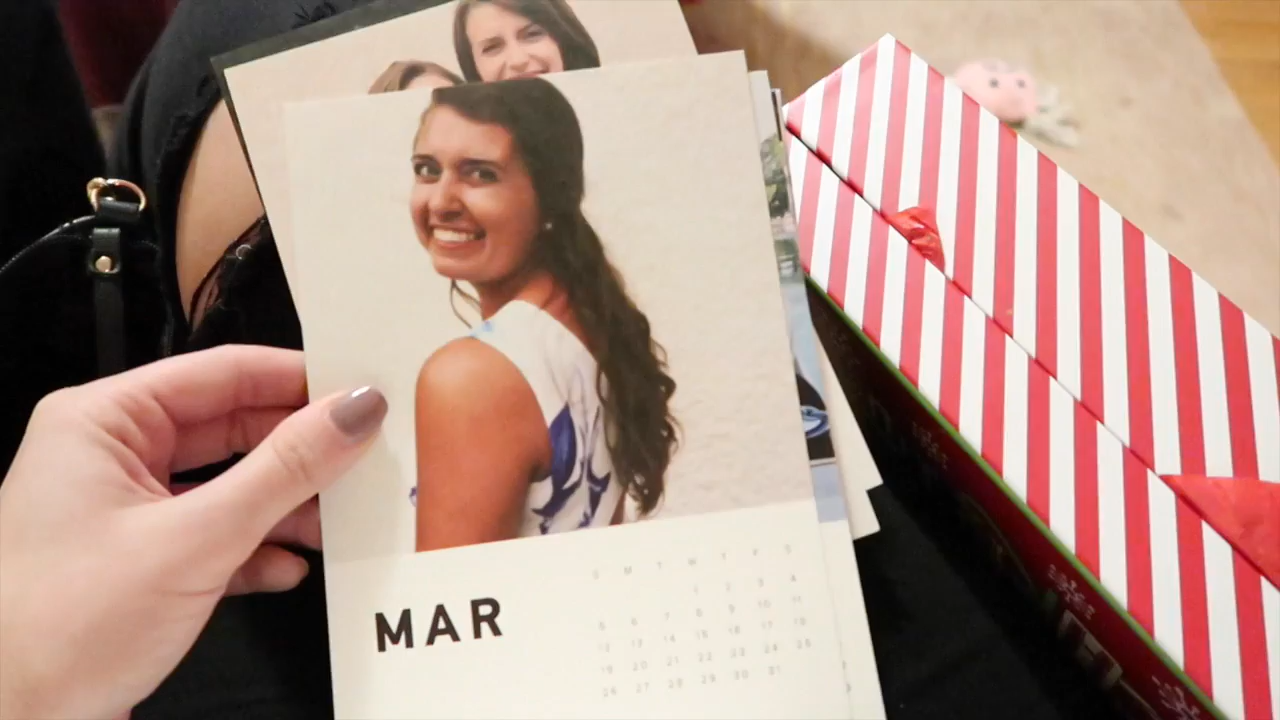 MAR
S M T W T F S
1 2 3 4
5 6 7 8 9 10 11
12 13 14 15 16 17 18
19 20 21 22 23 24 25
26 27 28 29 30 31